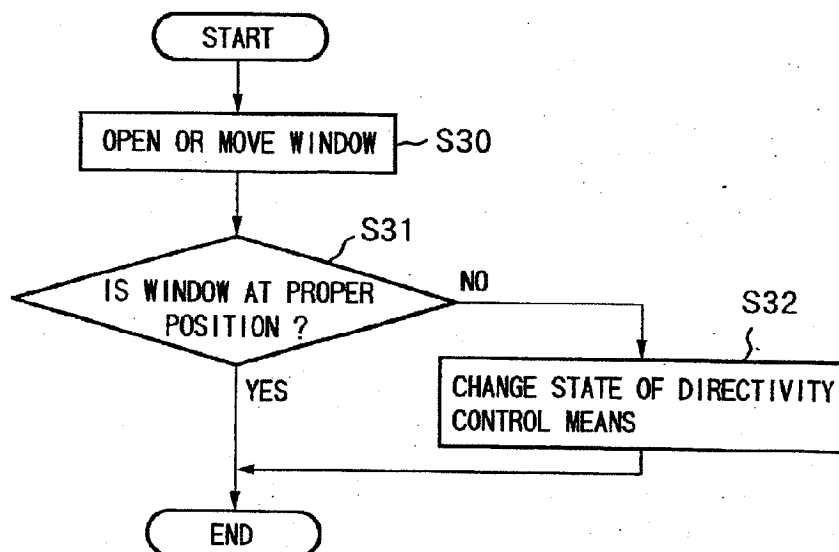 START
OPEN OR MOVE WINDOW
S30
S31
IS WINDOW AT PROPER
POSITION ?
NO
S32
YES
CHANGE STATE OF DIRECTIVITY
CONTROL MEANS
END